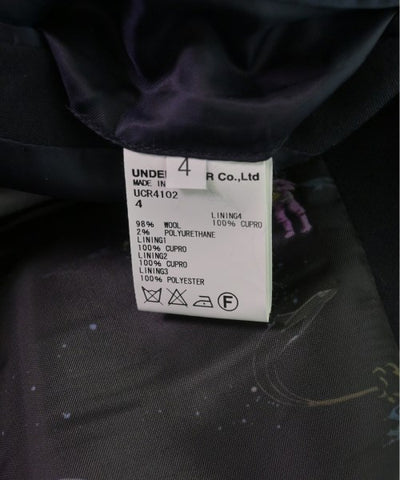 UNDE 4 R Co.,Ltd
MADE IN
UCR4102
4
98% WOOL
2% POLYURETHANE
LINING1
100% CUPRO
LINING2
100% CUPRO
LINING3
100% POLYESTER
LINING4
100% CUPRO
F